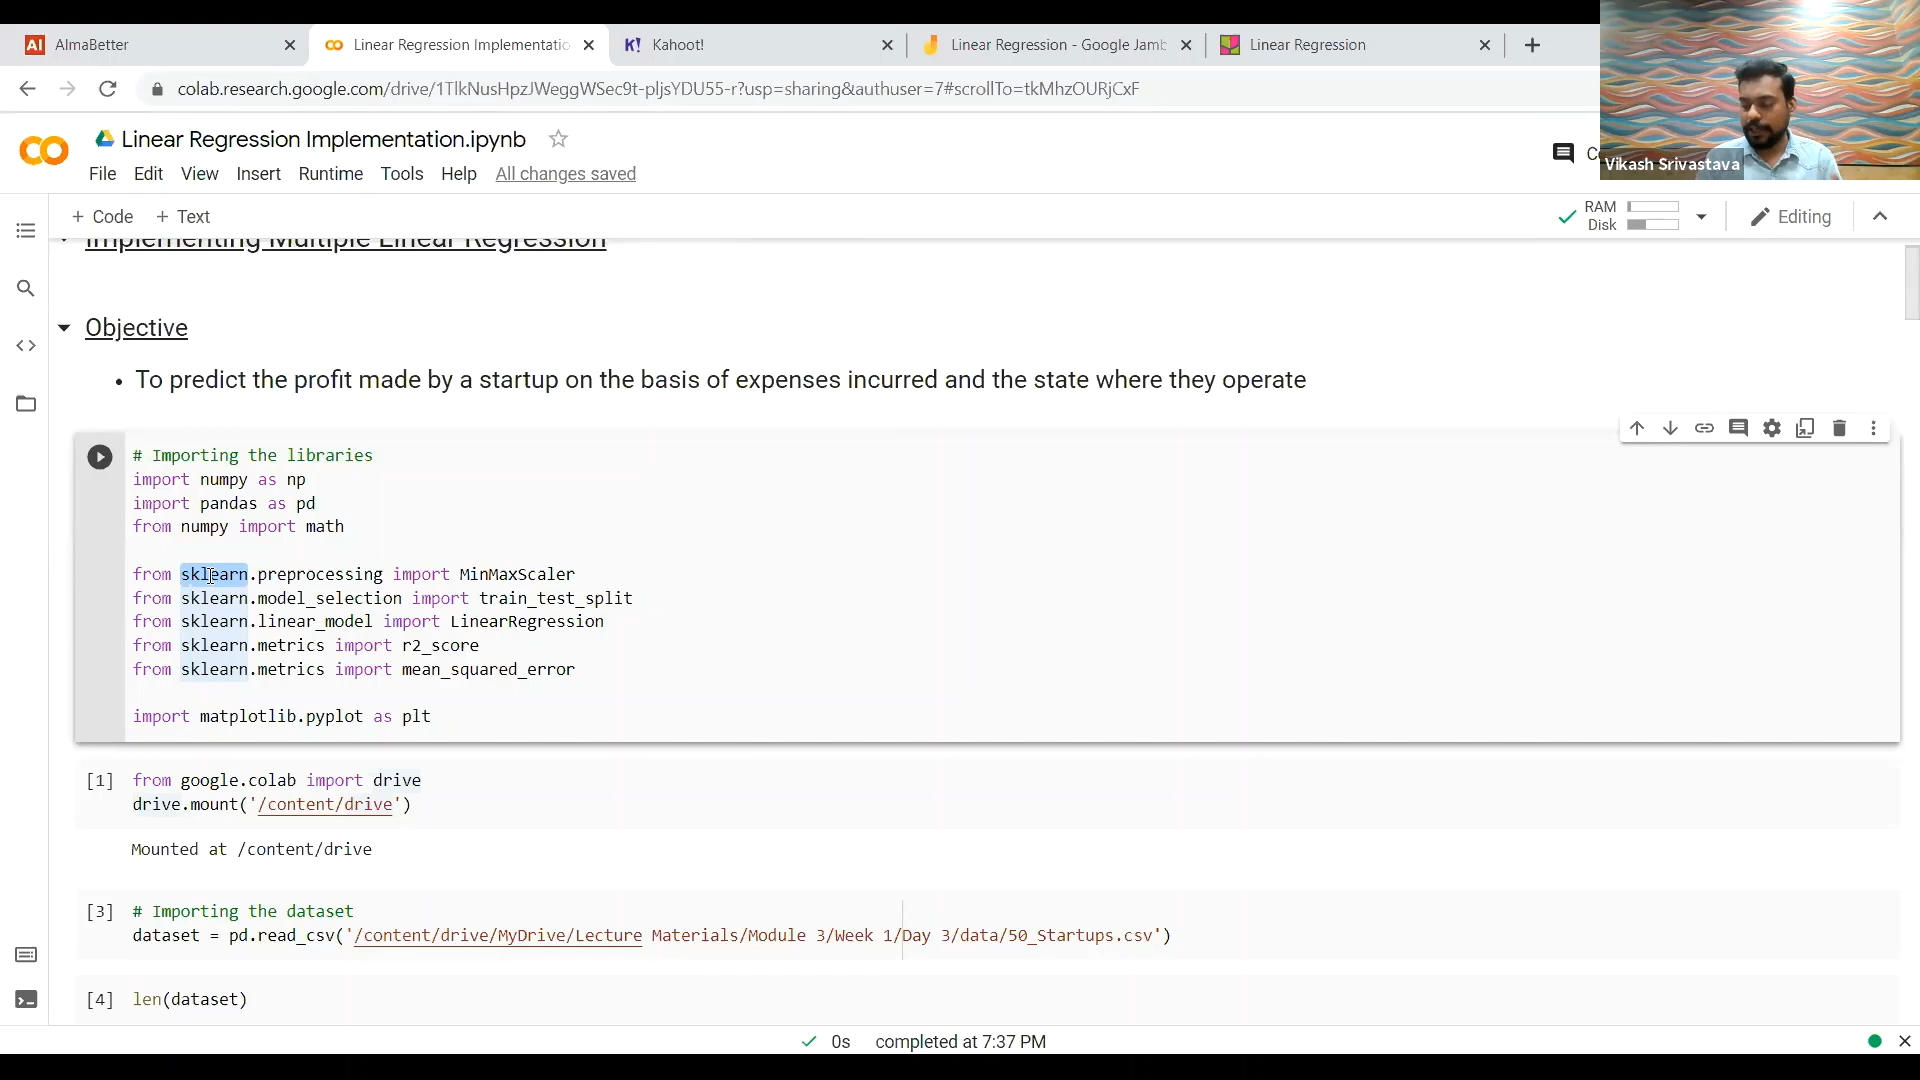 AlmaBetter
Linear Regression Implementatio
Kahoot!
Linear Regression - Google Jamb
Linear Regression
colab.research.google.com/drive/1TlkNusHpzJWeggWSec9t-pljsYDU55-r?usp=sharing&authuser=7#scrollTo=tkMhzOURjCxF
Linear Regression Implementation.ipynb
File Edit View Insert Runtime Tools Help All changes saved
Vikash Srivastava
+ Code + Text
RAM
Disk
Editing
Implementing Multiple Linear Regression
Objective
• To predict the profit made by a startup on the basis of expenses incurred and the state where they operate
# Importing the libraries
import numpy as np
import pandas as pd
from numpy import math
from sklearn.preprocessing import MinMaxScaler
from sklearn.model_selection import train_test_split
from sklearn.linear_model import LinearRegression
from sklearn.metrics import r2_score
from sklearn.metrics import mean_squared_error
import matplotlib.pyplot as plt
[1] from google.colab import drive
drive.mount('/content/drive')
Mounted at /content/drive
[3] # Importing the dataset
dataset = pd.read_csv('/content/drive/MyDrive/Lecture Materials/Module 3/Week 1/Day 3/data/50_Startups.csv')
[4] len(dataset)
0s completed at 7:37 PM